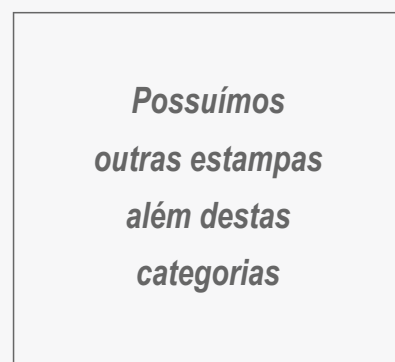 Possuímos
outras estampas
além destas
categorias